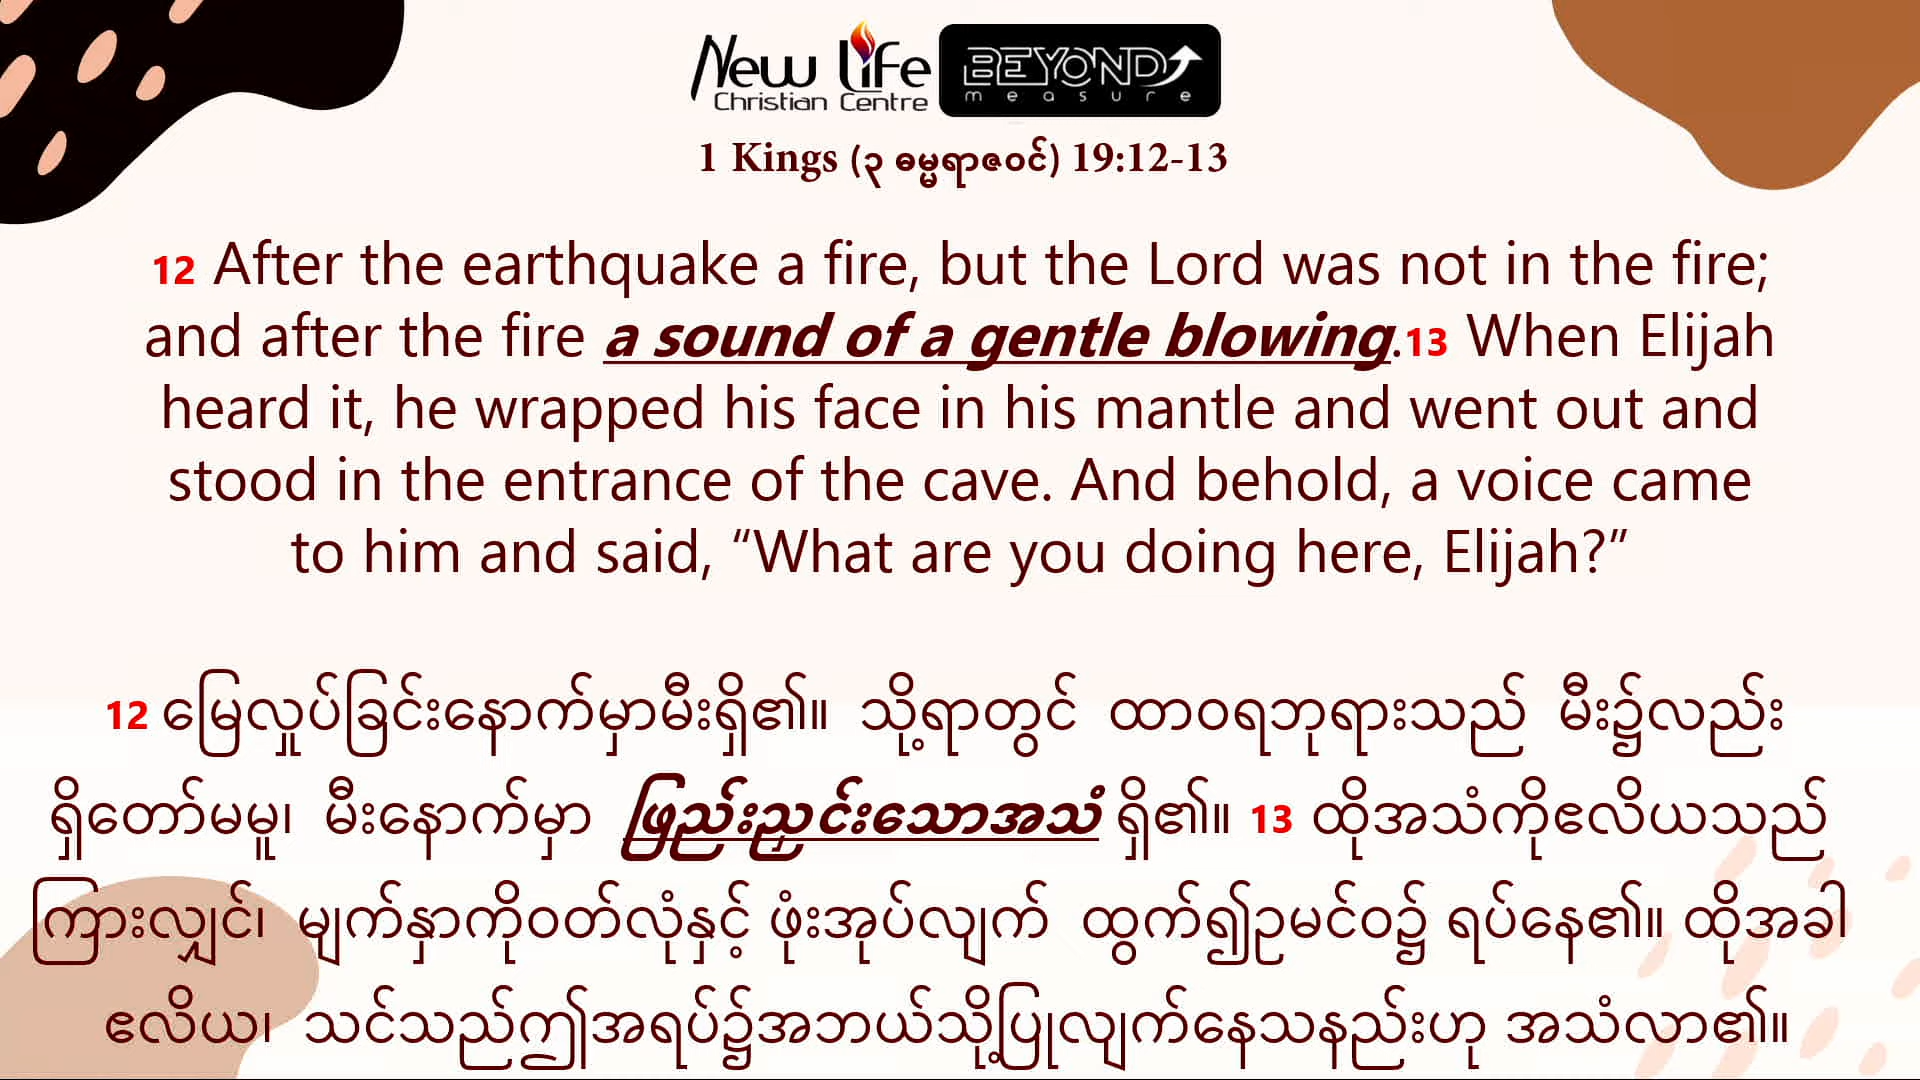 New Life
Christian Centre
BEYOND
measure
1 Kings (၃ ဓမ္မရာဇဝင်) 19:12-13
12 After the earthquake a fire, but the Lord was not in the fire;
and after the fire a sound of a gentle blowing.13 When Elijah
heard it, he wrapped his face in his mantle and went out and
stood in the entrance of the cave. And behold, a voice came
to him and said, “What are you doing here, Elijah?”
12 မြေလှုပ်ခြင်းနောက်မှာမီးရှိ၏။ သို့ရာတွင် ထာဝရဘုရားသည် မီး၌လည်း
ရှိတော်မမူ၊ မီးနောက်မှာ ဖြည်းညှင်းသောအသံ ရှိ၏။ 13 ထိုအသံကိုဧလိယသည်
ကြားလျှင်၊ မျက်နှာကိုဝတ်လုံနှင့် ဖုံးအုပ်လျက် ထွက်၍ဥမင်ဝ၌ ရပ်နေ၏။ ထိုအခါ
ဧလိယ၊ သင်သည်ဤအရပ်၌အဘယ်သို့ပြုလျက်နေသနည်းဟု အသံလာ၏။